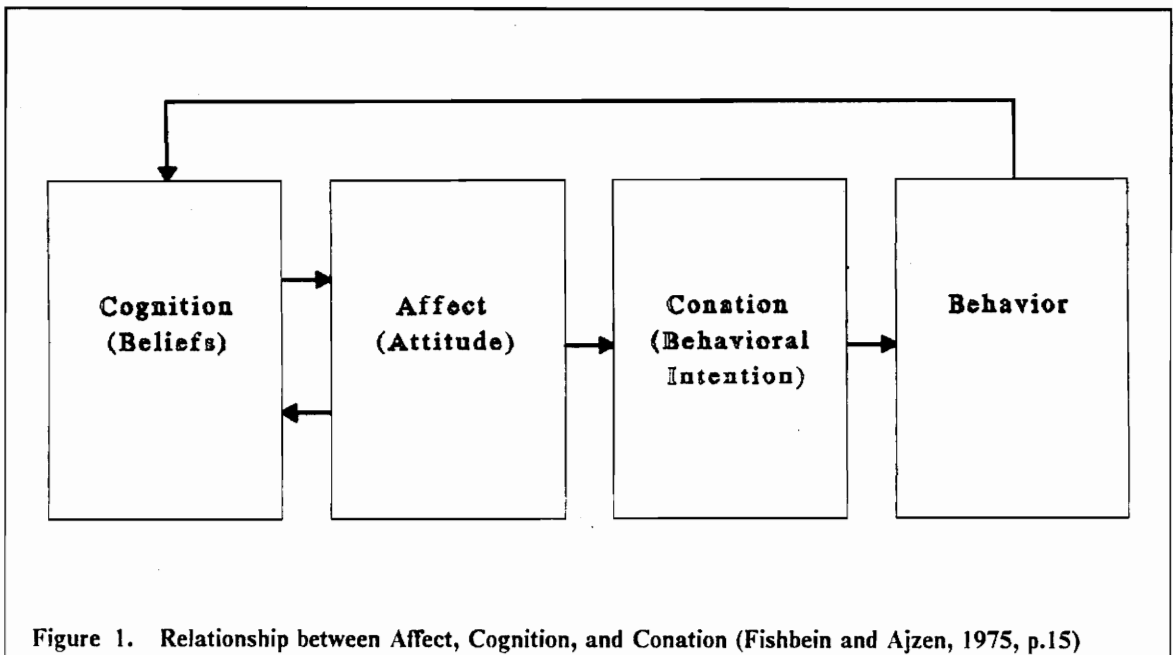 Cognition
(Beliefs)
Affect
(Attitude)
Conation
(Behavioral
Intention)
Behavior
Figure 1. Relationship between Affect, Cognition, and Conation (Fishbein and Ajzen, 1975, p.15)